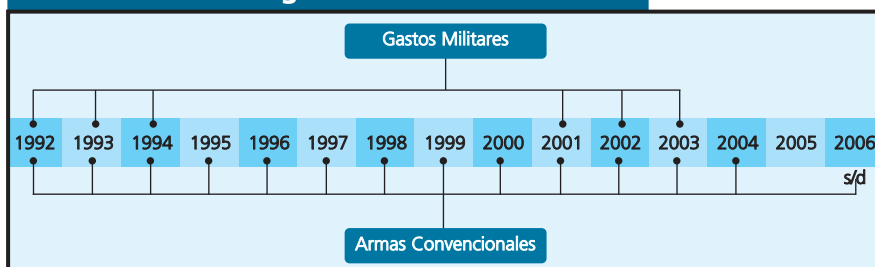 Gastos Militares
1992 1993 1994 1995 1996 1997 1998 1999 2000 2001 2002 2003 2004 2005 2006
s/d
Armas Convencionales